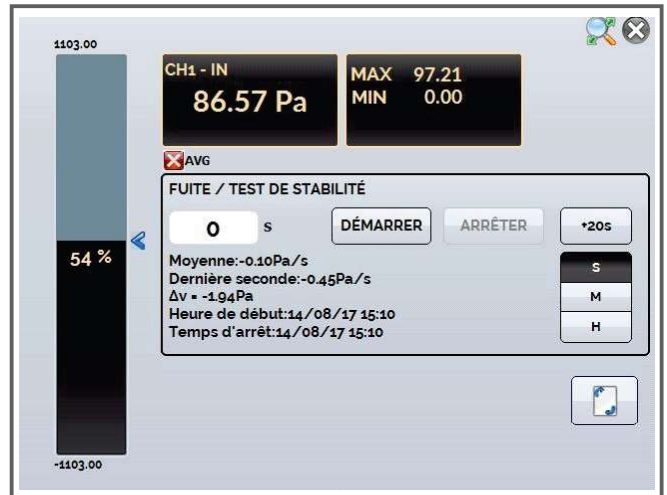 1103.00
CH1 - IN
86.57 Pa
MAX 97.21
MIN 0.00
AVG
FUITE / TEST DE STABILITÉ
0 s DÉMARRER ARRÊTER +20s
54 %
Moyenne:-0.10Pa/s
Dernière seconde:-0.45Pa/s
Δv = -1.94Pa
Heure de début:14/08/17 15:10
Temps d'arrêt:14/08/17 15:10
S
M
H
-1103.00